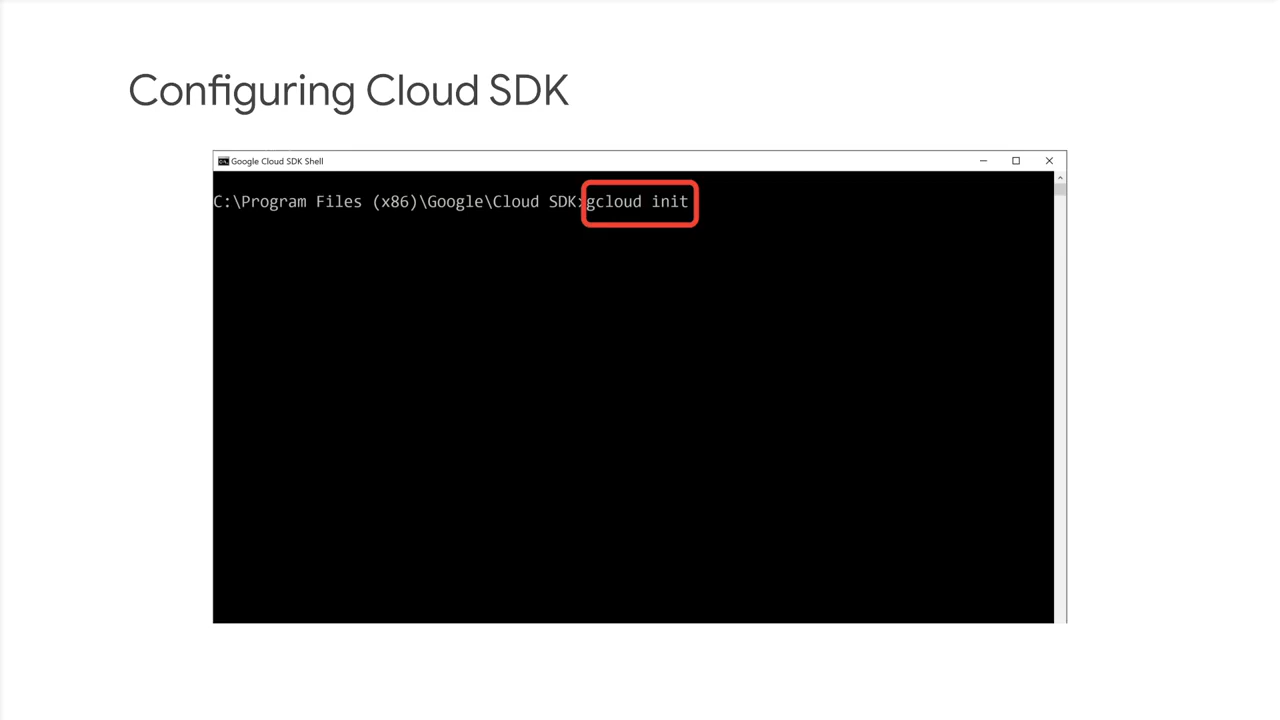 Configuring Cloud SDK
Google Cloud SDK Shell
C:\Program Files (x86)\Google\Cloud SDK>gcloud init